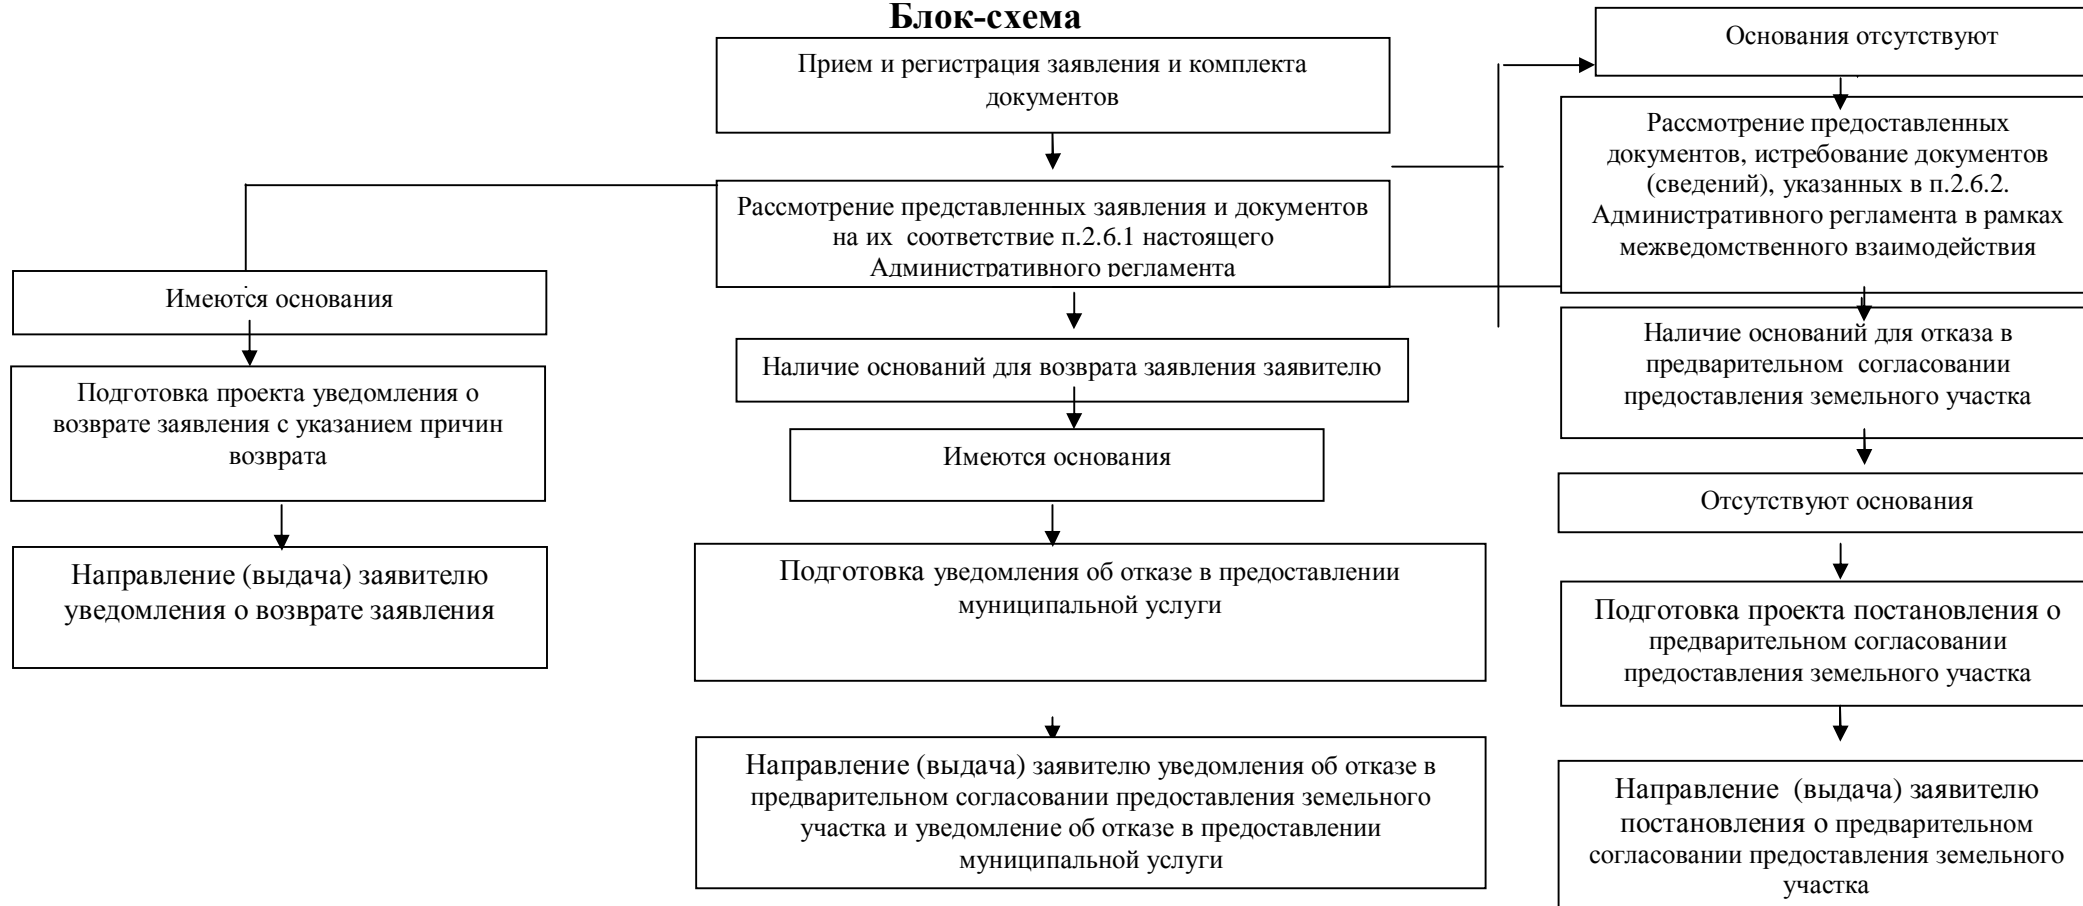 Блок-схема
Прием и регистрация заявления и комплекта
документов
Рассмотрение представленных заявления и документов
на их соответствие п.2.6.1 настоящего
Административного регламента
Имеются основания
Подготовка проекта уведомления о
возврате заявления с указанием причин
возврата
Направление (выдача) заявителю
уведомления о возврате заявления
Наличие оснований для возврата заявления заявителю
Имеются основания
Подготовка уведомления об отказе в предоставлении
муниципальной услуги
Направление (выдача) заявителю уведомления об отказе в
предварительном согласовании предоставления земельного
участка и уведомление об отказе в предоставлении
муниципальной услуги
Основания отсутствуют
Рассмотрение предоставленных
документов, истребование документов
(сведений), указанных в п.2.6.2.
Административного регламента в рамках
межведомственного взаимодействия
Наличие оснований для отказа в
предварительном согласовании
предоставления земельного участка
Отсутствуют основания
Подготовка проекта постановления о
предварительном согласовании
предоставления земельного участка
Направление (выдача) заявителю
постановления о предварительном
согласовании предоставления земельного
участка